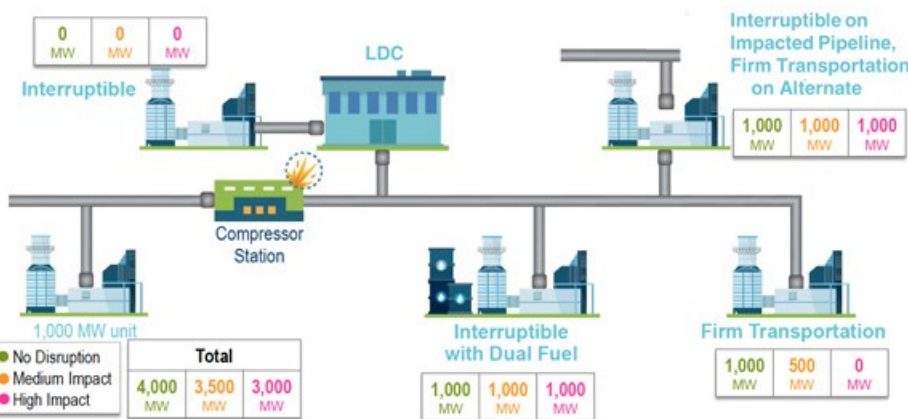 0 0 0
MW MW MW
Interruptible
LDC
Interruptible on
Impacted Pipeline,
Firm Transportation
on Alternate
1,000 1,000 1,000
MW MW MW
Compressor
Station
1,000 MW unit
No Disruption
Medium Impact
High Impact
Total
4,000 3,500 3,000
MW MW MW
Interruptible
with Dual Fuel
1,000 1,000 1,000
MW MW MW
Firm Transportation
1,000 500 0
MW MW MW